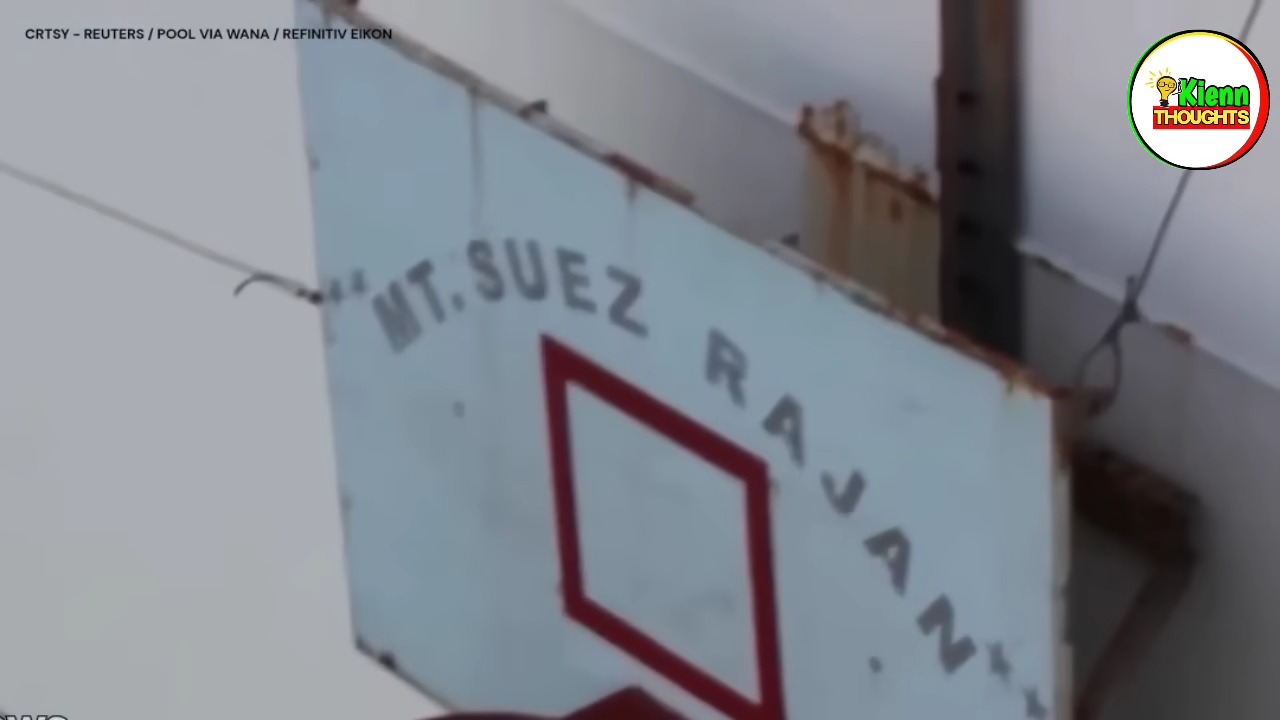 CRTSY - REUTERS / POOL VIA WANA / REFINITIV EIKON
Kienn
THOUGHTS
"MT. SUEZ RAJAN"